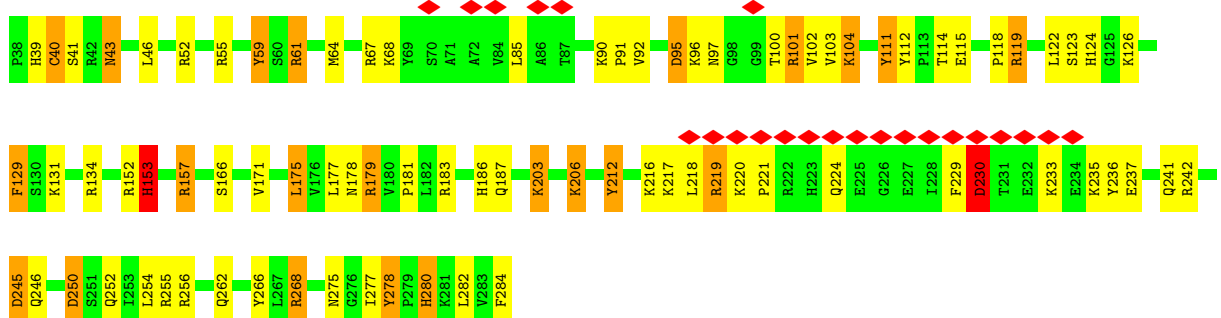 P38 H39 C40 S41 R42 N43 L46 R52 R55 Y59 S60 R61 M64 R67 K68 Y69 S70 A71 A72 V84 L85 A86 T87 K90 P91 V92 D95 K96 N97 G98 G99 T100 R101 V102 V103 K104 Y111 Y112 P113 T114 E115 P118 R119 L122 S123 H124 G125 K126
F129 S130 K131 R134 R152 H153 R157 S166 V171 L175 V176 L177 N178 R179 V180 P181 L182 R183 H186 Q187 K203 K206 Y212 K216 K217 L218 R219 K220 P221 R222 H223 Q224 E225 G226 E227 I228 F229 D230 T231 E232 K233 E234 K235 Y236 E237 Q241 R242
D245 Q246 D250 S251 Q252 I253 L254 R255 R256 Q262 Y266 L267 R268 N275 G276 I277 Y278 P279 H280 K281 L282 V283 F284